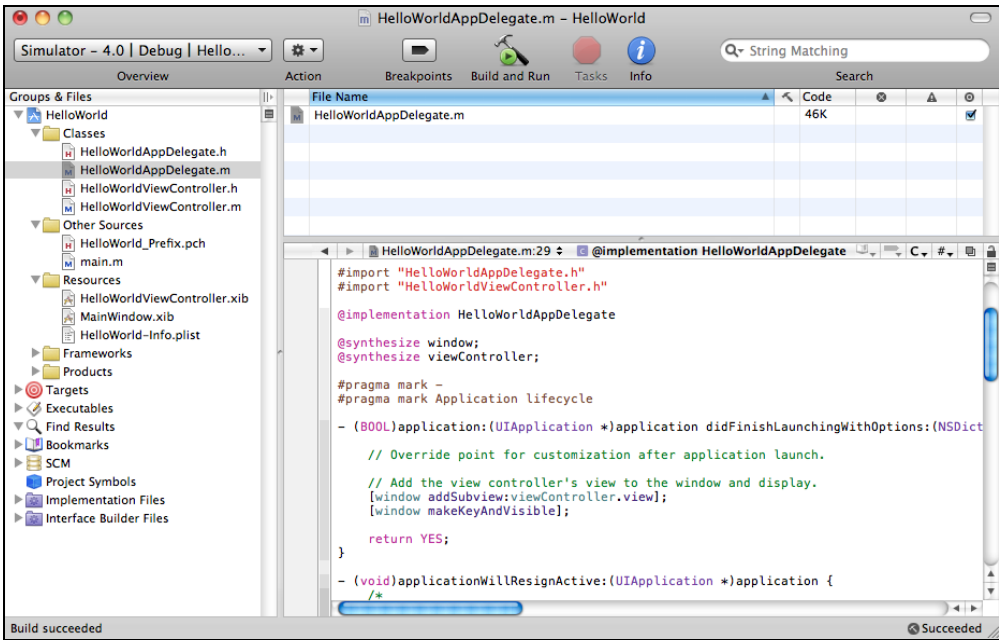 HelloWorldAppDelegate.m – HelloWorld
Simulator – 4.0 | Debug | Hello...
String Matching
Overview Action Breakpoints Build and Run Tasks Info Search
Groups & Files
HelloWorld
Classes
HelloWorldAppDelegate.h
HelloWorldAppDelegate.m
HelloWorldViewController.h
HelloWorldViewController.m
Other Sources
HelloWorld_Prefix.pch
main.m
Resources
HelloWorldViewController.xib
MainWindow.xib
HelloWorld-Info.plist
Frameworks
Products
Targets
Executables
Find Results
Bookmarks
SCM
Project Symbols
Implementation Files
Interface Builder Files
File Name Code
HelloWorldAppDelegate.m 46K
HelloWorldAppDelegate.m:29 @implementation HelloWorldAppDelegate C #
#import "HelloWorldAppDelegate.h"
#import "HelloWorldViewController.h"
@implementation HelloWorldAppDelegate
@synthesize window;
@synthesize viewController;
#pragma mark -
#pragma mark Application lifecycle
- (BOOL)application:(UIApplication *)application didFinishLaunchingWithOptions:(NSDict
// Override point for customization after application launch.
// Add the view controller's view to the window and display.
[window addSubview:viewController.view];
[window makeKeyAndVisible];
return YES;
}
- (void)applicationWillResignActive:(UIApplication *)application {
/*
Build succeeded Succeeded